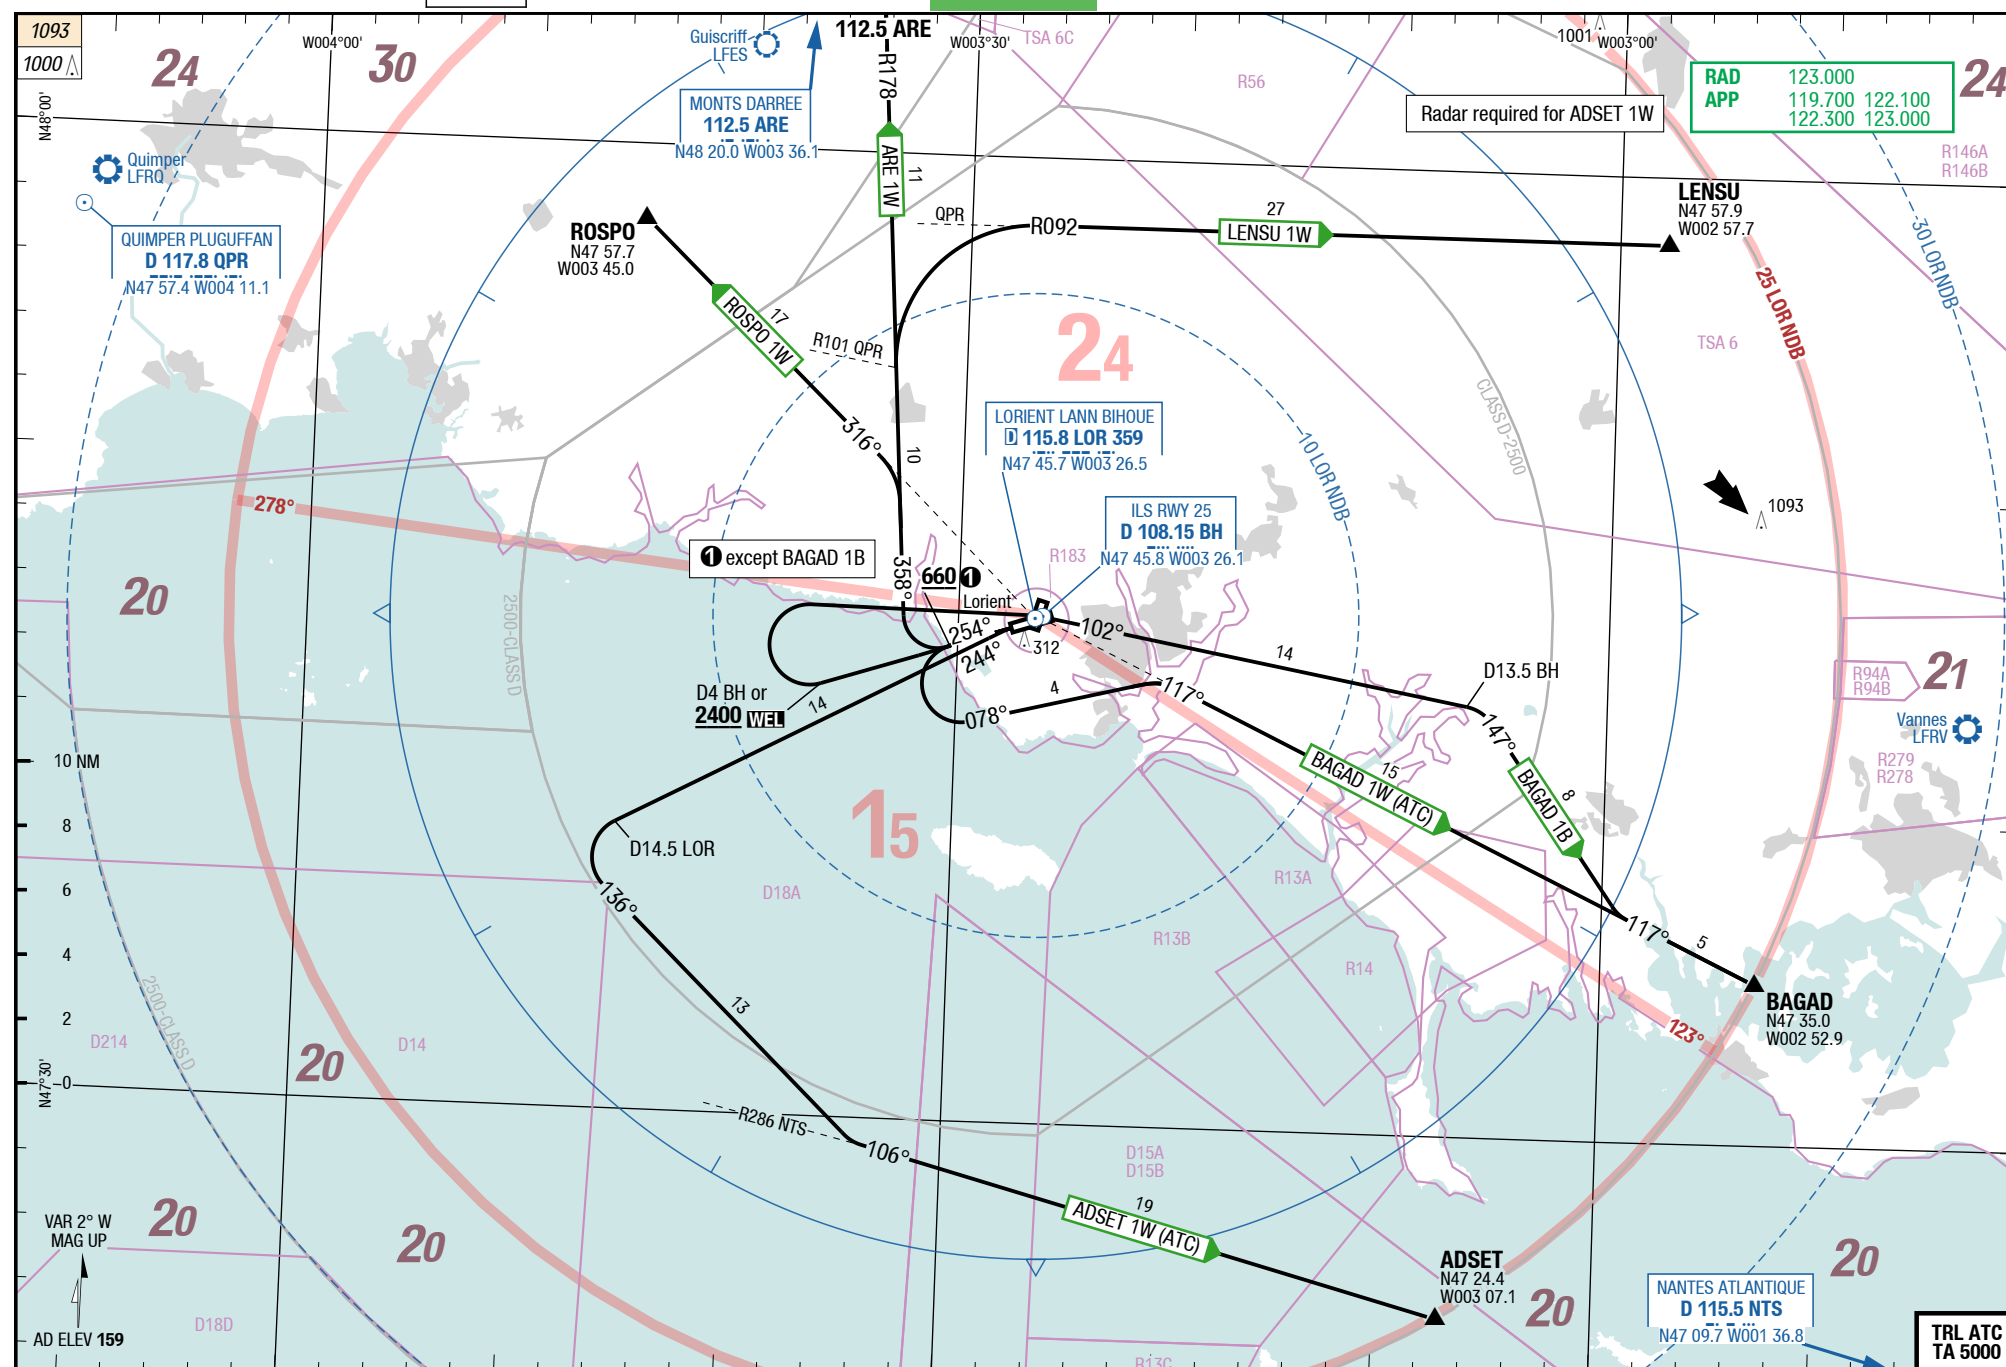 1093
1000
24
30
W004°00'
Guiscriff
LFES
112.5 ARE
R178
W003°30'
TSA 6C
R56
1001
W003°00'
RAD 123.000
APP 119.700 122.100
122.300 123.000
24
Radar required for ADSET 1W
N48°00'
MONTS DARREE
112.5 ARE
N48 20.0 W003 36.1
ARE 1W
11
Quimper
LFRQ
QUIMPER PLUGUFFAN
D 117.8 QPR
N47 57.4 W004 11.1
ROSPO
N47 57.7
W003 45.0
QPR
R092
27
LENSU 1W
LENSU
N47 57.9
W002 57.7
R146A
R146B
30 LOR NDB
25 LOR NDB
TSA 6
17
ROSPO 1W
R101 QPR
24
316°
10
LORIENT LANN BIHOUE
D 115.8 LOR 359
N47 45.7 W003 26.5
10 LOR NDB
CLASS D-2500
278°
ILS RWY 25
D 108.15 BH
N47 45.8 W003 26.1
1093
1 except BAGAD 1B
358°
660 1
Lorient
R183
20
2500-CLASS D
254°
244°
312
102°
14
D13.5 BH
R94A
R94B
21
Vannes
LFRV
R279
R278
D4 BH or
2400 WEL
14
078°
4
117°
147°
10 NM
8
6
4
2
0
15
BAGAD 1W (ATC)
8
BAGAD 1B
15
D14.5 LOR
136°
D18A
R13A
R13B
R14
117°
5
BAGAD
N47 35.0
W002 52.9
123°
13
2500-CLASS D
D214
20
D14
N47°30'
R286 NTS
106°
D15A
D15B
19
ADSET 1W (ATC)
20
20
VAR 2° W
MAG UP
AD ELEV 159
D18D
R13C
ADSET
N47 24.4
W003 07.1
20
20
NANTES ATLANTIQUE
D 115.5 NTS
N47 09.7 W001 36.8
TRL ATC
TA 5000